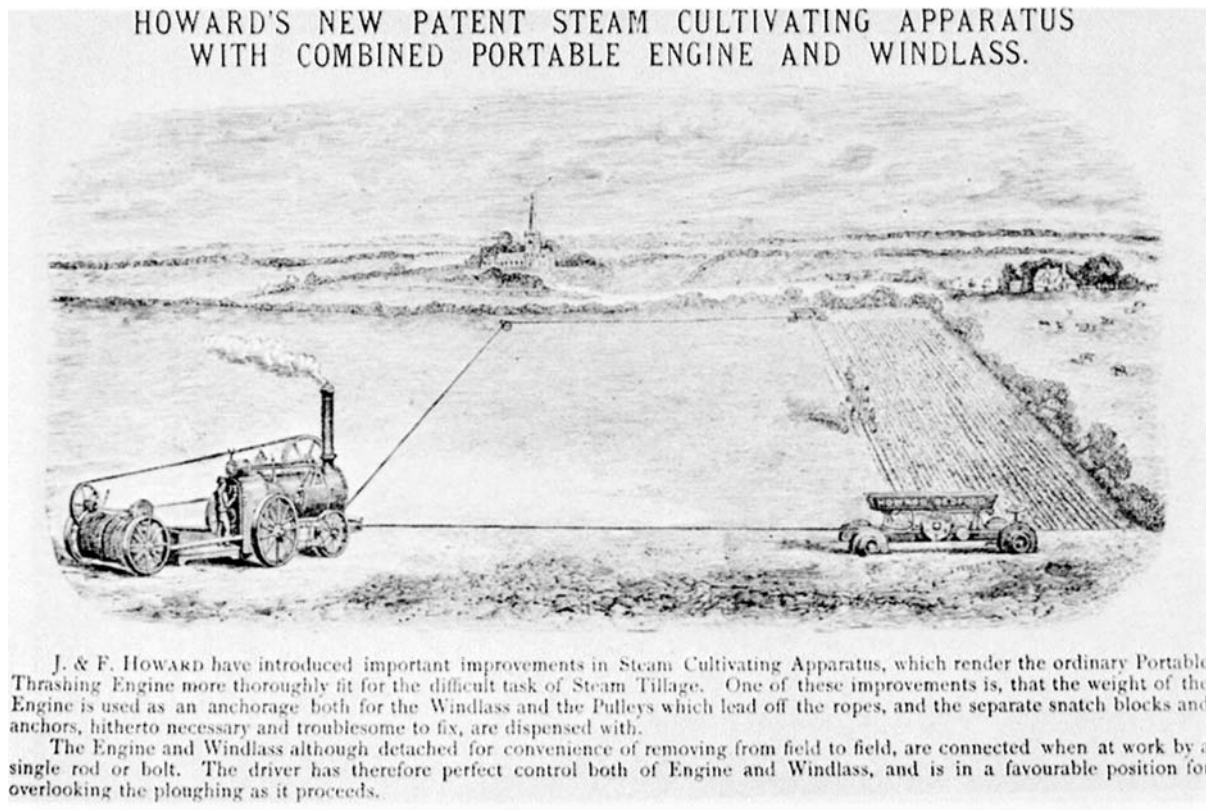 HOWARD'S NEW PATENT STEAM CULTIVATING APPARATUS
WITH COMBINED PORTABLE ENGINE AND WINDLASS.
J. & F. HOWARD have introduced important improvements in Steam Cultivating Apparatus, which render the ordinary Portable
Thrashing Engine more thoroughly fit for the difficult task of Steam Tillage. One of these improvements is, that the weight of the
Engine is used as an anchorage both for the Windlass and the Pulleys which lead off the ropes, and the separate snatch blocks and
anchors, hitherto necessary and troublesome to fix, are dispensed with.
The Engine and Windlass although detached for convenience of removing from field to field, are connected when at work by a
single rod or bolt. The driver has therefore perfect control both of Engine and Windlass, and is in a favourable position for
overlooking the ploughing as it proceeds.